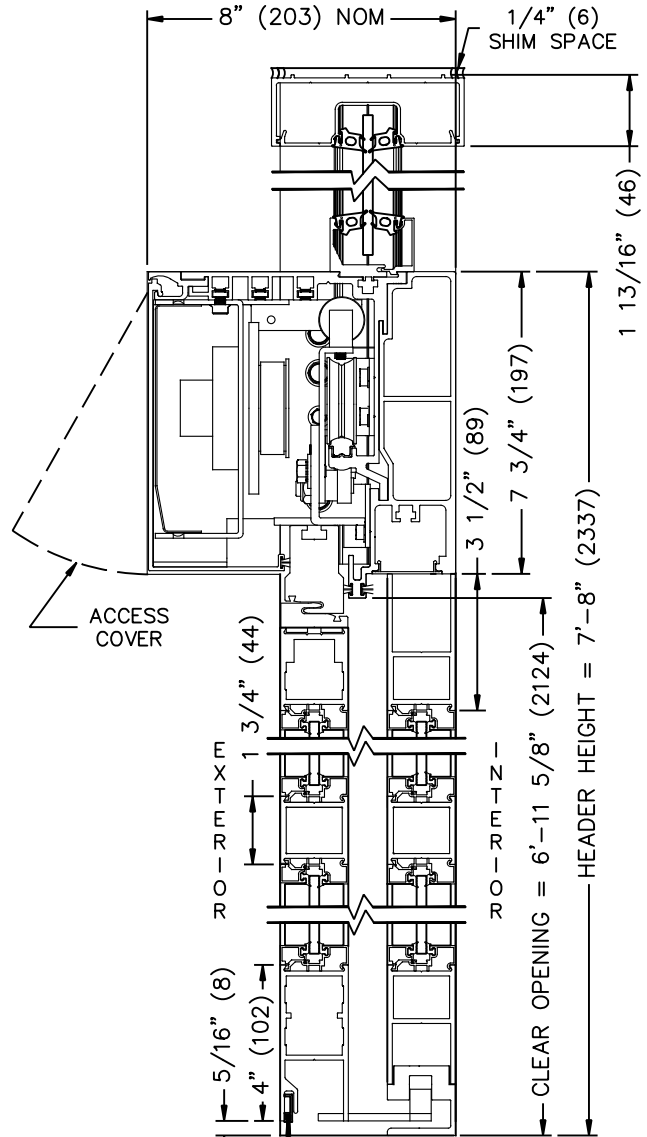 8" (203) NOM
1/4" (6)
SHIM SPACE
1 13/16" (46)
7 3/4" (197)
3 1/2" (89)
HEADER HEIGHT = 7'-8" (2337)
ACCESS
COVER
1 3/4" (44)
CLEAR OPENING = 6'-11 5/8" (2124)
EXTERIOR
INTERIOR
5/16" (8)
4" (102)